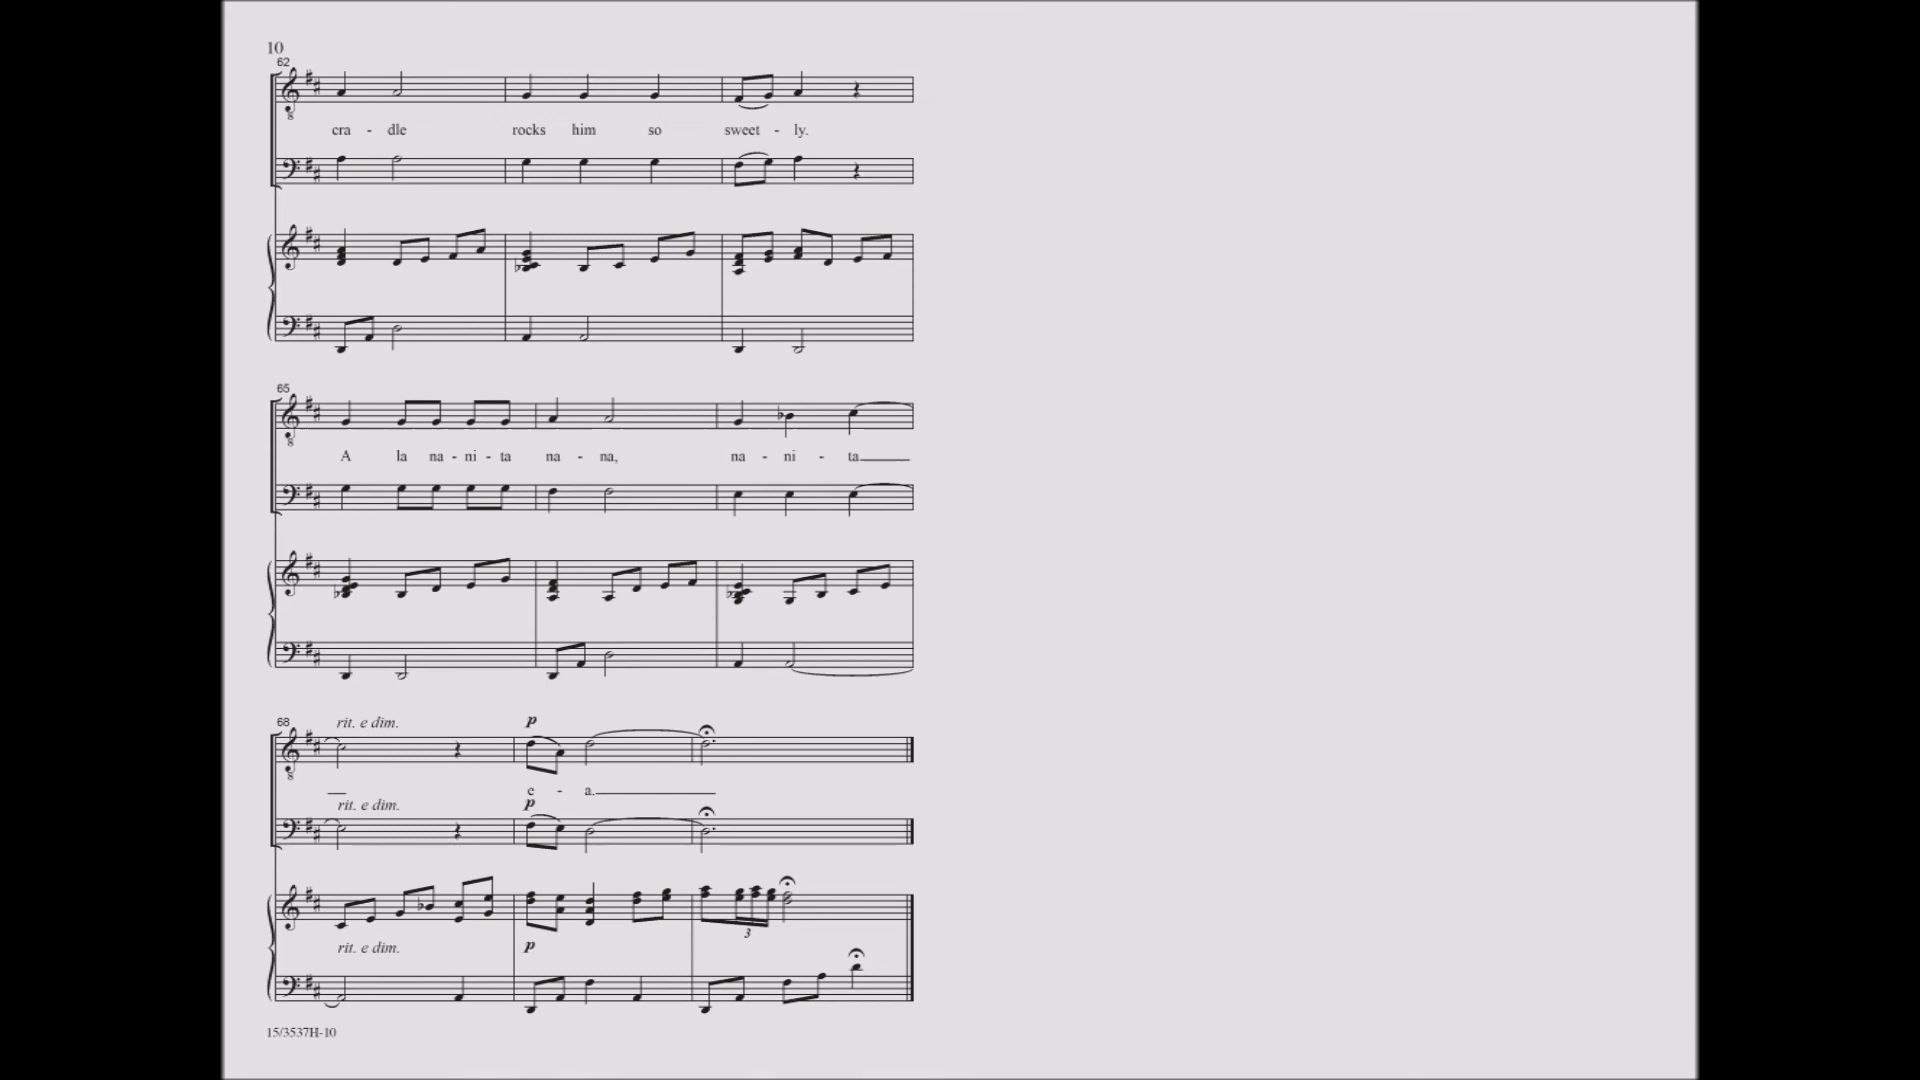 10
62
cra - dle rocks him so sweet - ly.
65
A la na - ni - ta na - na, na - ni - ta
68
rit. e dim. p
e - a.
rit. e dim. p
rit. e dim. p
3
15/3537H-10